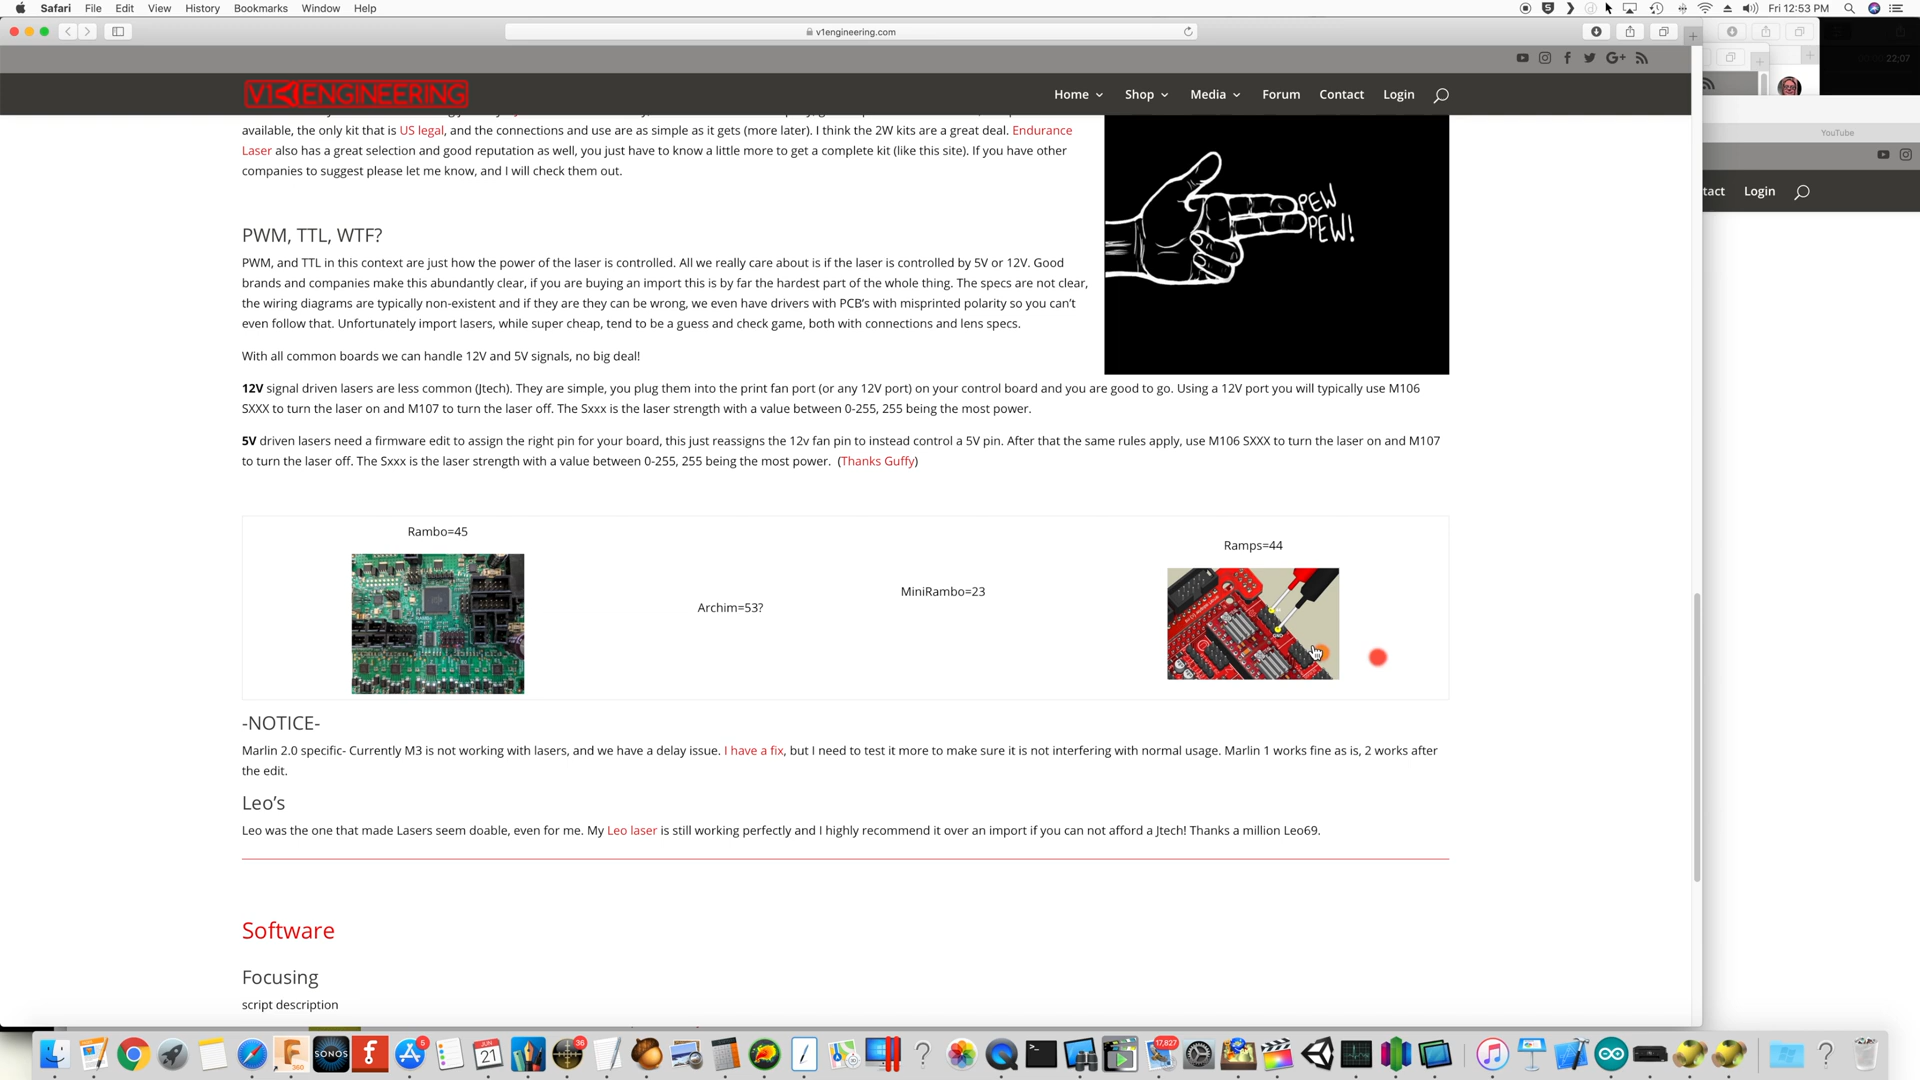 Safari File Edit View History Bookmarks Window Help Fri 12:53 PM
v1engineering.com
22;07
YouTube
V1 ENGINEERING Home Shop Media Forum Contact Login
tact Login
available, the only kit that is US legal, and the connections and use are as simple as it gets (more later). I think the 2W kits are a great deal. Endurance
Laser also has a great selection and good reputation as well, you just have to know a little more to get a complete kit (like this site). If you have other
companies to suggest please let me know, and I will check them out.
PEW
PEW!
PWM, TTL, WTF?
PWM, and TTL in this context are just how the power of the laser is controlled. All we really care about is if the laser is controlled by 5V or 12V. Good
brands and companies make this abundantly clear, if you are buying an import this is by far the hardest part of the whole thing. The specs are not clear,
the wiring diagrams are typically non-existent and if they are they can be wrong, we even have drivers with PCB's with misprinted polarity so you can't
even follow that. Unfortunately import lasers, while super cheap, tend to be a guess and check game, both with connections and lens specs.
With all common boards we can handle 12V and 5V signals, no big deal!
12V signal driven lasers are less common (Jtech). They are simple, you plug them into the print fan port (or any 12V port) on your control board and you are good to go. Using a 12V port you will typically use M106
SXXX to turn the laser on and M107 to turn the laser off. The Sxxx is the laser strength with a value between 0-255, 255 being the most power.
5V driven lasers need a firmware edit to assign the right pin for your board, this just reassigns the 12v fan pin to instead control a 5V pin. After that the same rules apply, use M106 SXXX to turn the laser on and M107
to turn the laser off. The Sxxx is the laser strength with a value between 0-255, 255 being the most power. (Thanks Guffy)
Rambo=45
Archim=53?
MiniRambo=23
Ramps=44
GND
-NOTICE-
Marlin 2.0 specific- Currently M3 is not working with lasers, and we have a delay issue. I have a fix, but I need to test it more to make sure it is not interfering with normal usage. Marlin 1 works fine as is, 2 works after
the edit.
Leo's
Leo was the one that made Lasers seem doable, even for me. My Leo laser is still working perfectly and I highly recommend it over an import if you can not afford a Jtech! Thanks a million Leo69.
Software
Focusing
script description
360 SONOS 5 JUN 21 36 17,827